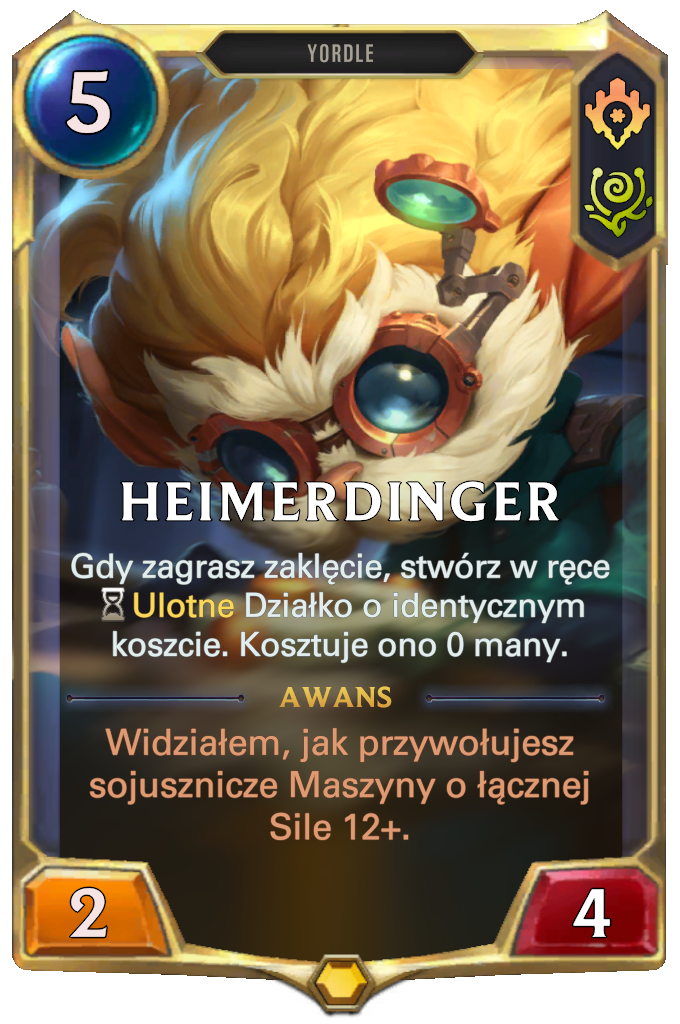 5
YORDLE
HEIMERDINGER
Gdy zagrasz zaklęcie, stwórz w ręce
Ulotne Działko o identycznym
koszcie. Kosztuje ono 0 many.
AWANS
Widziałem, jak przywołujesz
sojusznicze Maszyny o łącznej
Sile 12+.
2
4